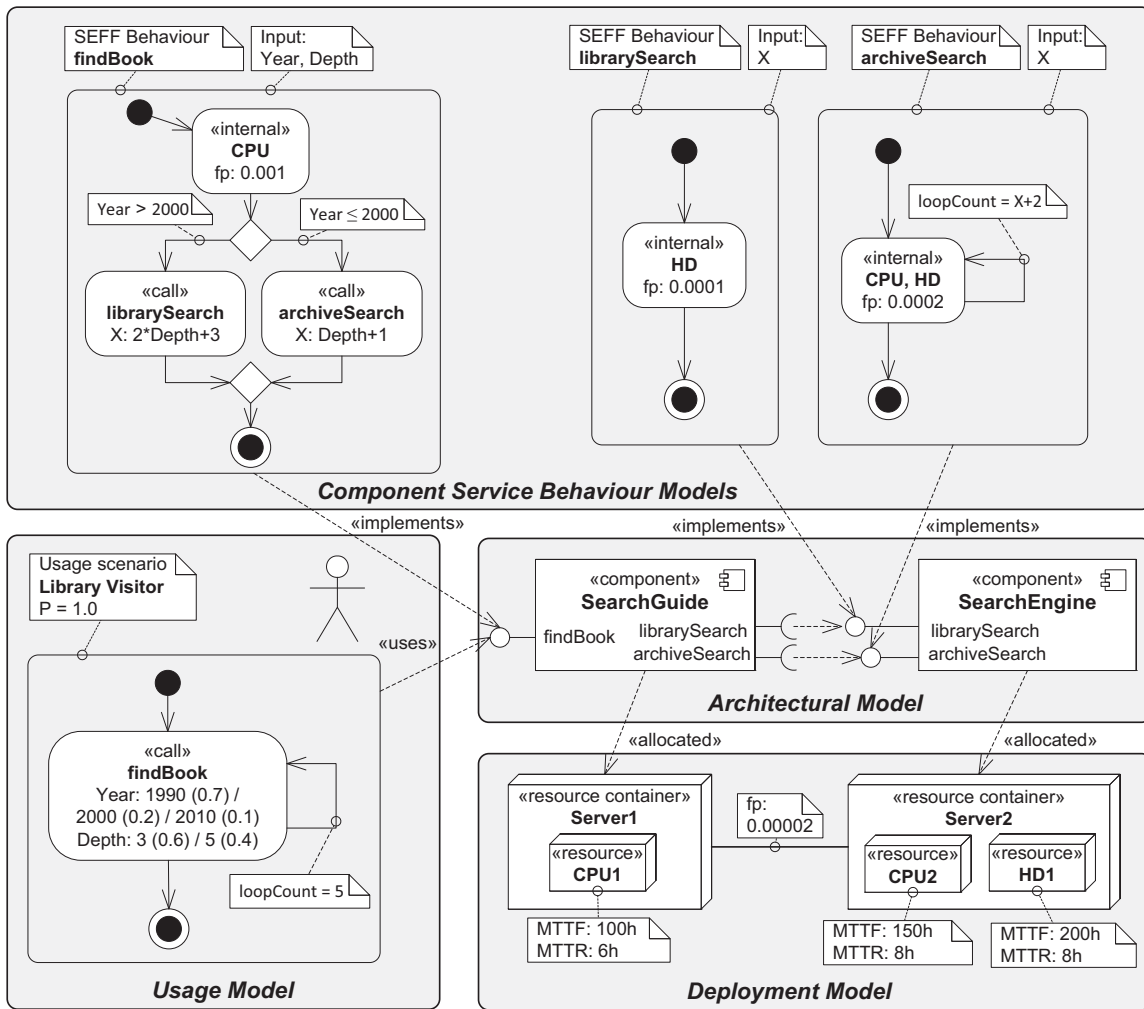 SEFF Behaviour
findBook
Input:
Year, Depth
SEFF Behaviour
librarySearch
Input:
X
SEFF Behaviour
archiveSearch
Input:
X
«internal»
CPU
fp: 0.001
Year > 2000
Year ≤ 2000
«call»
librarySearch
X: 2*Depth+3
«call»
archiveSearch
X: Depth+1
«internal»
HD
fp: 0.0001
loopCount = X+2
«internal»
CPU, HD
fp: 0.0002
Component Service Behaviour Models
«implements»
«implements»
«implements»
Usage scenario
Library Visitor
P = 1.0
«uses»
«call»
findBook
Year: 1990 (0.7) /
2000 (0.2) / 2010 (0.1)
Depth: 3 (0.6) / 5 (0.4)
loopCount = 5
Usage Model
«component»
SearchGuide
findBook
librarySearch
archiveSearch
«component»
SearchEngine
librarySearch
archiveSearch
Architectural Model
«allocated»
«allocated»
«resource container»
Server1
«resource»
CPU1
MTTF: 100h
MTTR: 6h
fp:
0.00002
«resource container»
Server2
«resource»
CPU2
«resource»
HD1
MTTF: 150h
MTTR: 8h
MTTF: 200h
MTTR: 8h
Deployment Model